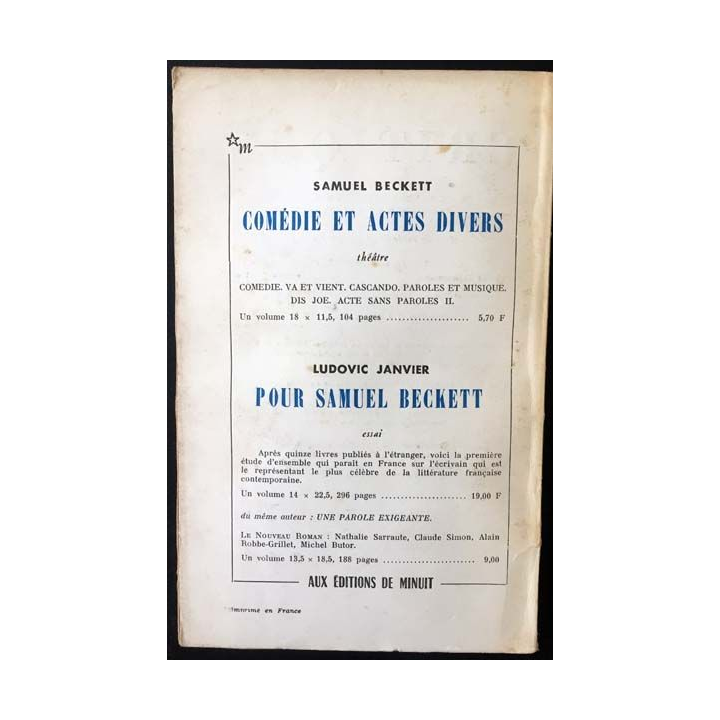 m
SAMUEL BECKETT
COMÉDIE ET ACTES DIVERS
théâtre
COMEDIE. VA ET VIENT. CASCANDO. PAROLES ET MUSIQUE.
DIS JOE. ACTE SANS PAROLES II.
Un volume 18 × 11,5, 104 pages ..................... 5,70 F
LUDOVIC JANVIER
POUR SAMUEL BECKETT
essai
Après quinze livres publiés à l'étranger, voici la première
étude d'ensemble qui paraît en France sur l'écrivain qui est
le représentant le plus célèbre de la littérature française
contemporaine.
Un volume 14 × 22,5, 296 pages ..................... 19,00 F
du même auteur : UNE PAROLE EXIGEANTE.
LE NOUVEAU ROMAN : Nathalie Sarraute, Claude Simon, Alain
Robbe-Grillet, Michel Butor.
Un volume 13,5 × 18,5, 188 pages ....................... 9,00
AUX ÉDITIONS DE MINUIT
Imprimé en France